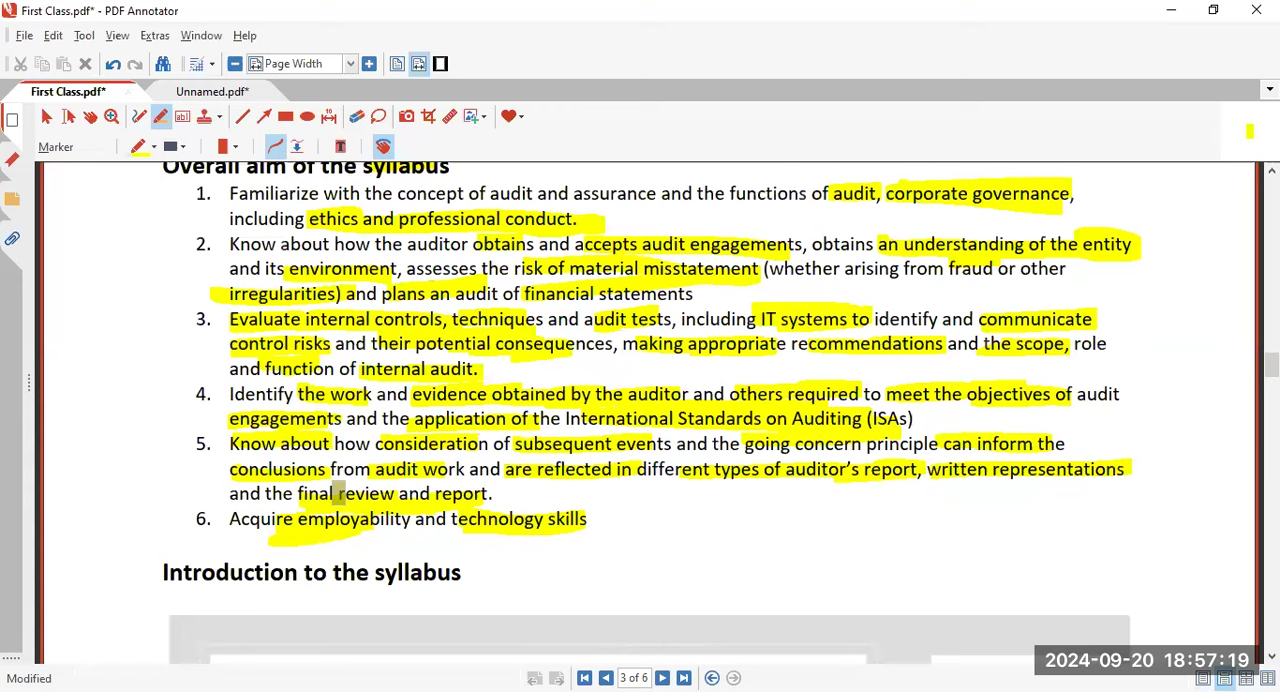 First Class.pdf* - PDF Annotator
File Edit Tool View Extras Window Help
Page Width
First Class.pdf* Unnamed.pdf*
Marker
Overall aim of the syllabus
1. Familiarize with the concept of audit and assurance and the functions of audit, corporate governance,
including ethics and professional conduct.
2. Know about how the auditor obtains and accepts audit engagements, obtains an understanding of the entity
and its environment, assesses the risk of material misstatement (whether arising from fraud or other
irregularities) and plans an audit of financial statements
3. Evaluate internal controls, techniques and audit tests, including IT systems to identify and communicate
control risks and their potential consequences, making appropriate recommendations and the scope, role
and function of internal audit.
4. Identify the work and evidence obtained by the auditor and others required to meet the objectives of audit
engagements and the application of the International Standards on Auditing (ISAs)
5. Know about how consideration of subsequent events and the going concern principle can inform the
conclusions from audit work and are reflected in different types of auditor's report, written representations
and the final review and report.
6. Acquire employability and technology skills
Introduction to the syllabus
2024-09-20 18:57:19
Modified 3 of 6